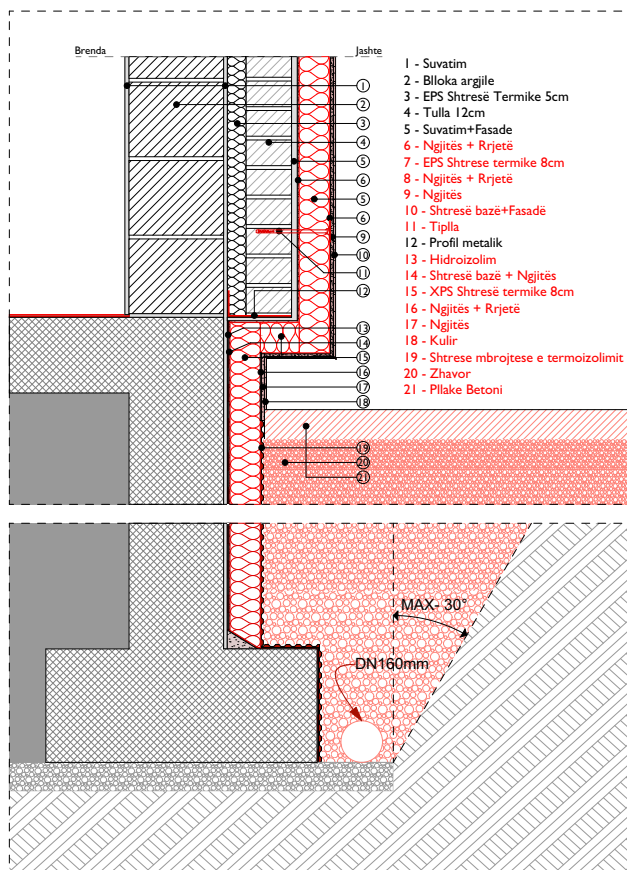 Brenda
Jashte
1 - Suvatim
2 - Blloka argjile
3 - EPS Shtresë Termike 5cm
4 - Tulla 12cm
5 - Suvatim+Fasade
6 - Ngjitës + Rrjetë
7 - EPS Shtrese termike 8cm
8 - Ngjitës + Rrjetë
9 - Ngjitës
10 - Shtresë bazë+Fasadë
11 - Tiplla
12 - Profil metalik
13 - Hidroizolim
14 - Shtresë bazë + Ngjitës
15 - XPS Shtresë termike 8cm
16 - Ngjitës + Rrjetë
17 - Ngjitës
18 - Kulir
19 - Shtrese mbrojtese e termoizolimit
20 - Zhavor
21 - Pllake Betoni
1
2
3
4
5
6
5
6
9
10
11
12
13
14
15
16
17
18
19
20
21
MAX- 30°
DN160mm